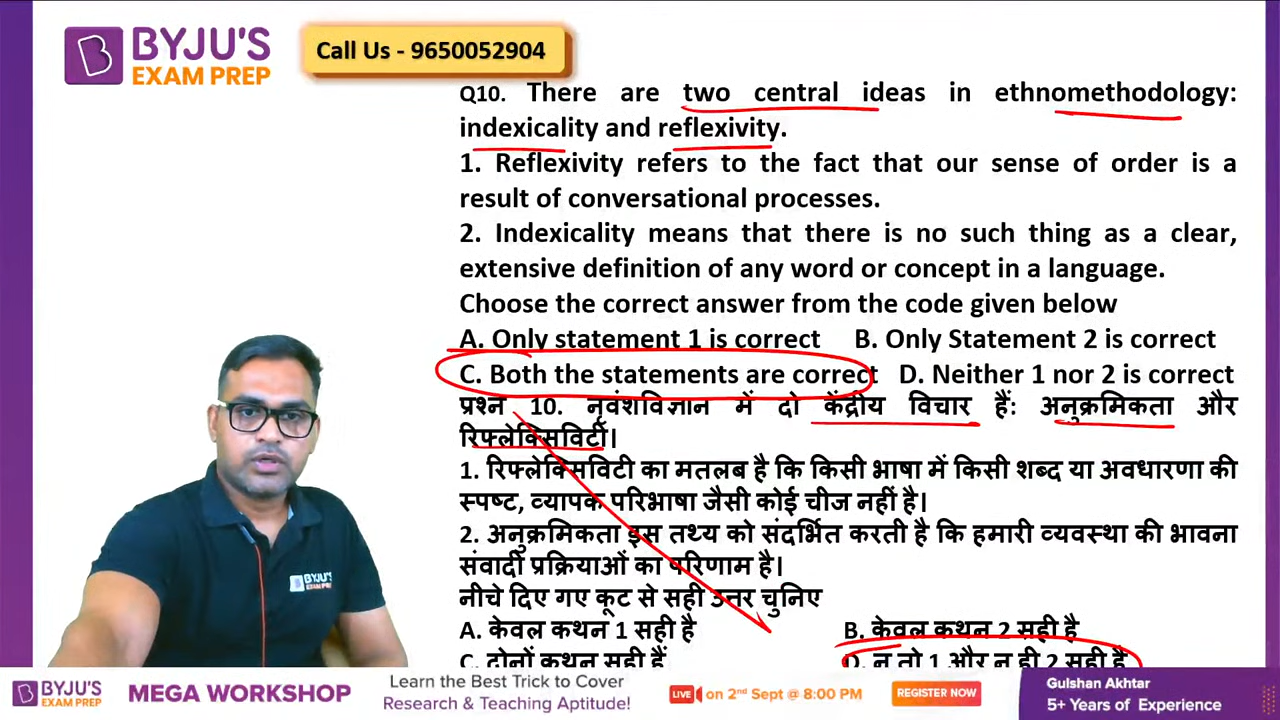 BYJU'S
EXAM PREP
Call Us - 9650052904
Q10. There are two central ideas in ethnomethodology:
indexicality and reflexivity.
1. Reflexivity refers to the fact that our sense of order is a
result of conversational processes.
2. Indexicality means that there is no such thing as a clear,
extensive definition of any word or concept in a language.
Choose the correct answer from the code given below
A. Only statement 1 is correct B. Only Statement 2 is correct
C. Both the statements are correct D. Neither 1 nor 2 is correct
प्रश्न 10. नृवंशविज्ञान में दो केंद्रीय विचार हैं: अनुक्रमिकता और
रिफ्लेक्सिविटी।
1. रिफ्लेक्सिविटी का मतलब है कि किसी भाषा में किसी शब्द या अवधारणा की
स्पष्ट, व्यापक परिभाषा जैसी कोई चीज नहीं है।
2. अनुक्रमिकता इस तथ्य को संदर्भित करती है कि हमारी व्यवस्था की भावना
संवादी प्रक्रियाओं का परिणाम है।
नीचे दिए गए कूट से सही उत्तर चुनिए
A. केवल कथन 1 सही है B. केवल कथन 2 सही है
C. दोनों कथन सही हैं D. न तो 1 और न ही 2 सही है
BYJU'S
EXAM PREP
BYJU'S
EXAM PREP
MEGA WORKSHOP
Learn the Best Trick to Cover
Research & Teaching Aptitude!
LIVE on 2nd Sept @ 8:00 PM
REGISTER NOW
Gulshan Akhtar
5+ Years of Experience